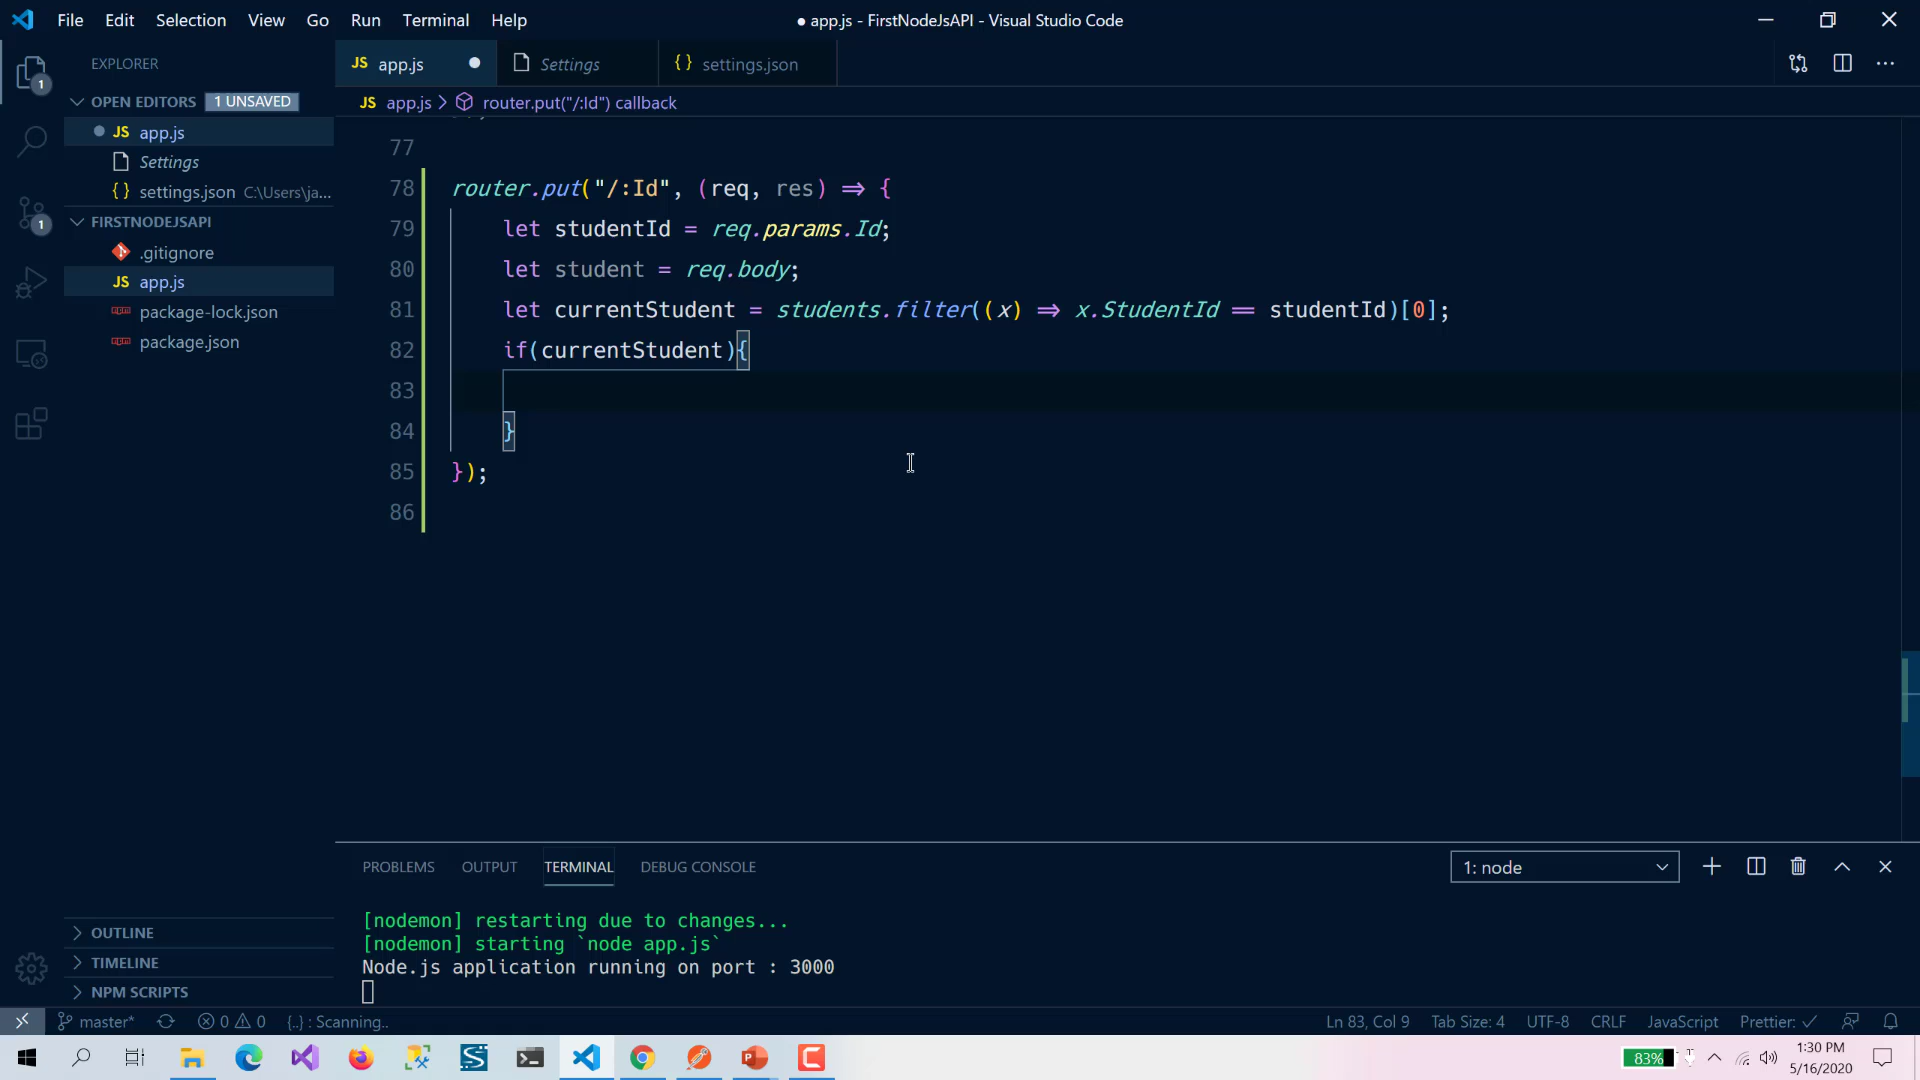 File Edit Selection View Go Run Terminal Help
● app.js - FirstNodeJsAPI - Visual Studio Code
EXPLORER
JS app.js ● Settings {} settings.json
OPEN EDITORS 1 UNSAVED
JS app.js > router.put("/:Id") callback
● JS app.js
Settings
{} settings.json C:\Users\ja...
FIRSTNODEJSAPI
.gitignore
JS app.js
package-lock.json
package.json
77
78 router.put("/:Id", (req, res) => {
79 let studentId = req.params.Id;
80 let student = req.body;
81 let currentStudent = students.filter((x) => x.StudentId == studentId)[0];
82 if(currentStudent){
83
84 }
85 });
86
1
1
PROBLEMS OUTPUT TERMINAL DEBUG CONSOLE
1: node
[nodemon] restarting due to changes...
[nodemon] starting `node app.js`
Node.js application running on port : 3000
OUTLINE
TIMELINE
NPM SCRIPTS
master* 0 0 {..} : Scanning..
Ln 83, Col 9 Tab Size: 4 UTF-8 CRLF JavaScript Prettier: ✓
83%
1:30 PM
5/16/2020